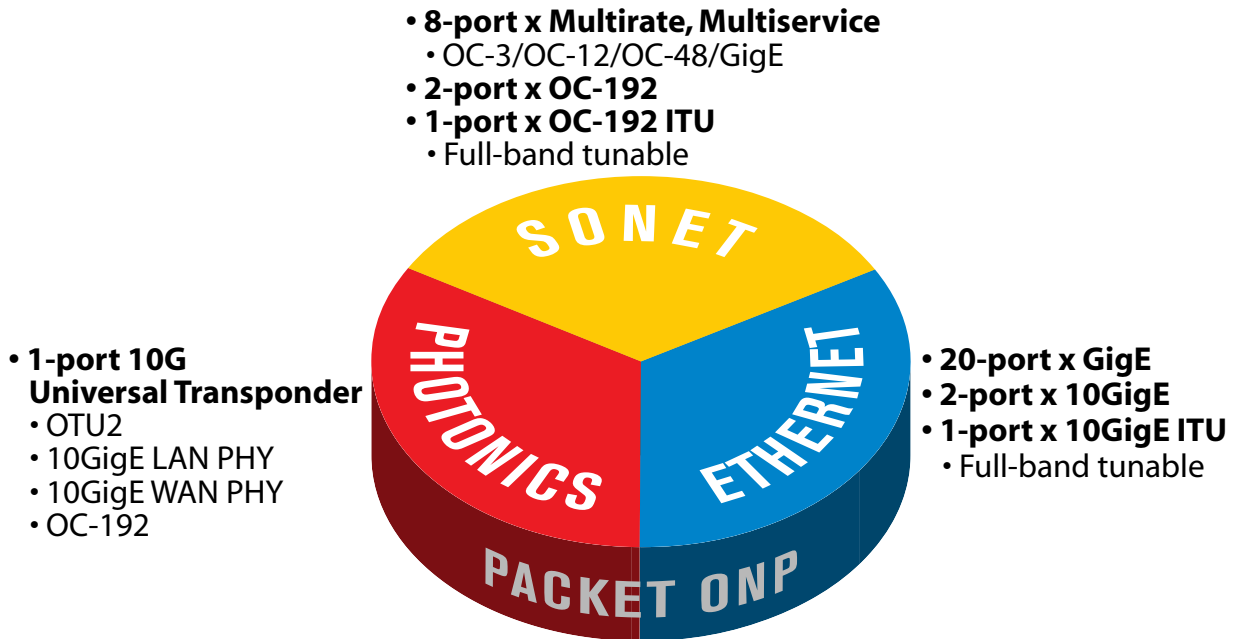 • 8-port x Multirate, Multiservice
• OC-3/OC-12/OC-48/GigE
• 2-port x OC-192
• 1-port x OC-192 ITU
• Full-band tunable
SONET
PHOTONICS
ETHERNET
PACKET ONP
• 1-port 10G
Universal Transponder
• OTU2
• 10GigE LAN PHY
• 10GigE WAN PHY
• OC-192
• 20-port x GigE
• 2-port x 10GigE
• 1-port x 10GigE ITU
• Full-band tunable